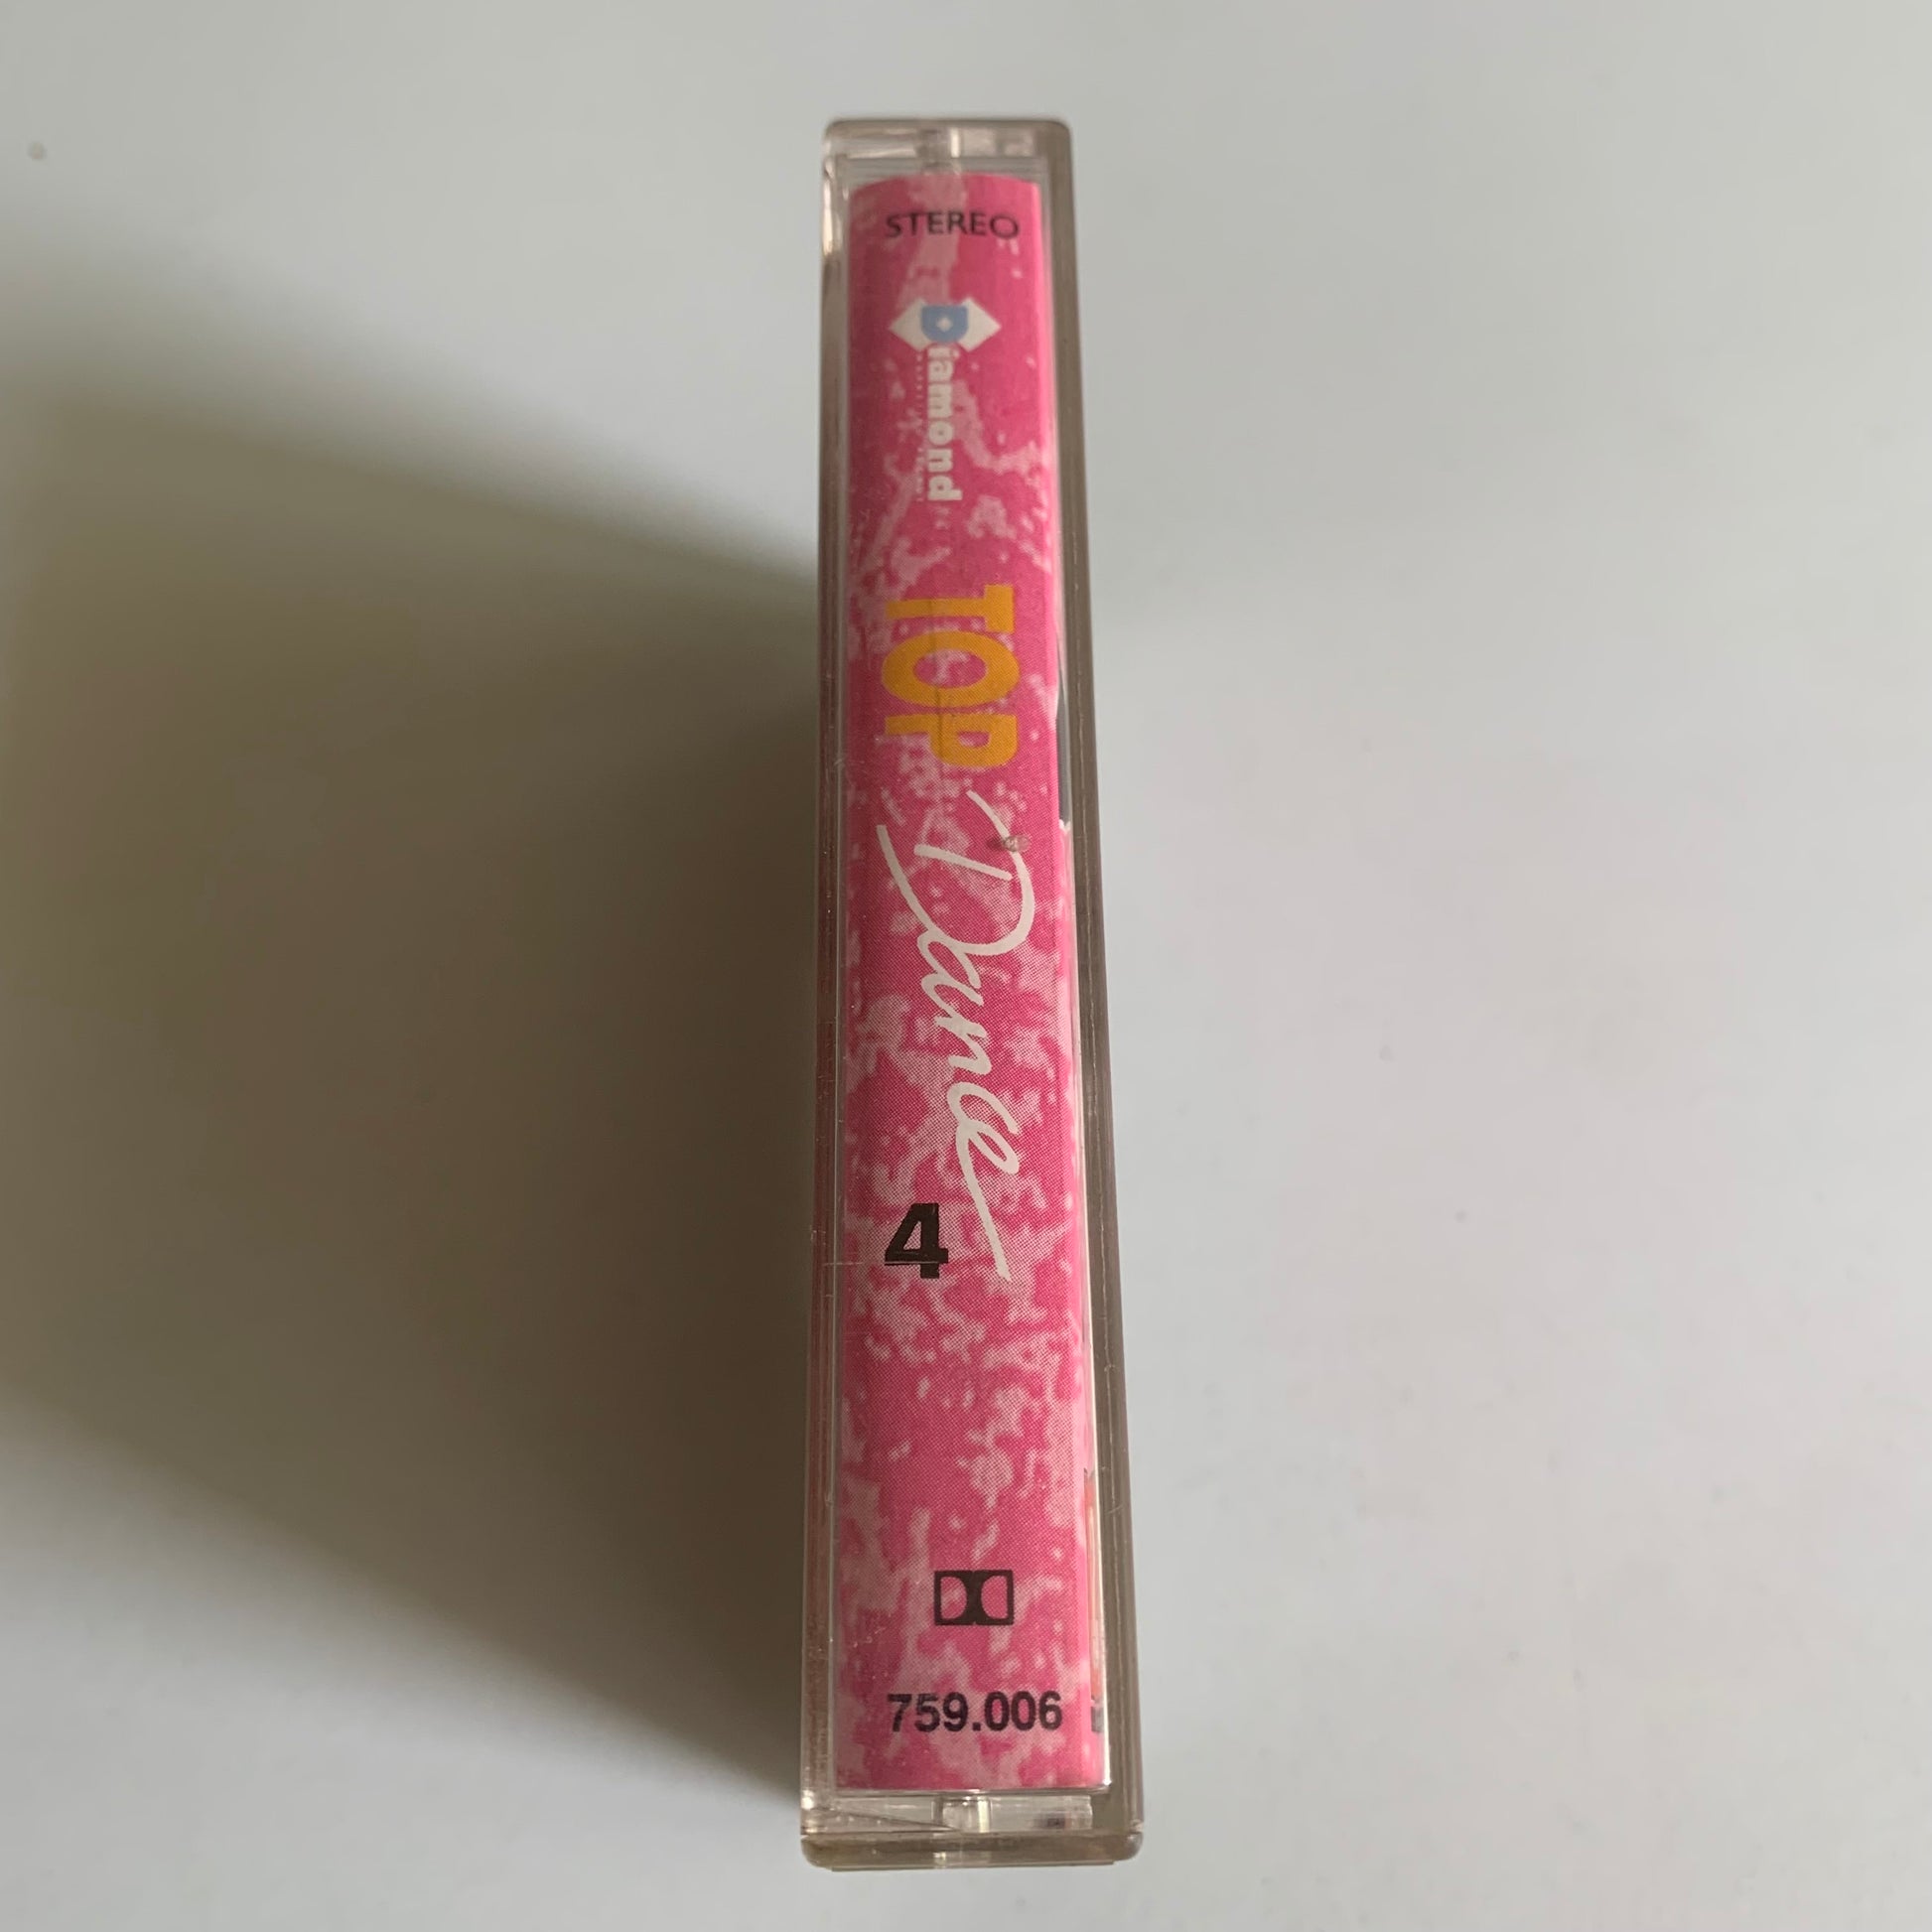 STEREO
Diamond
TOP Dance
4
759.006